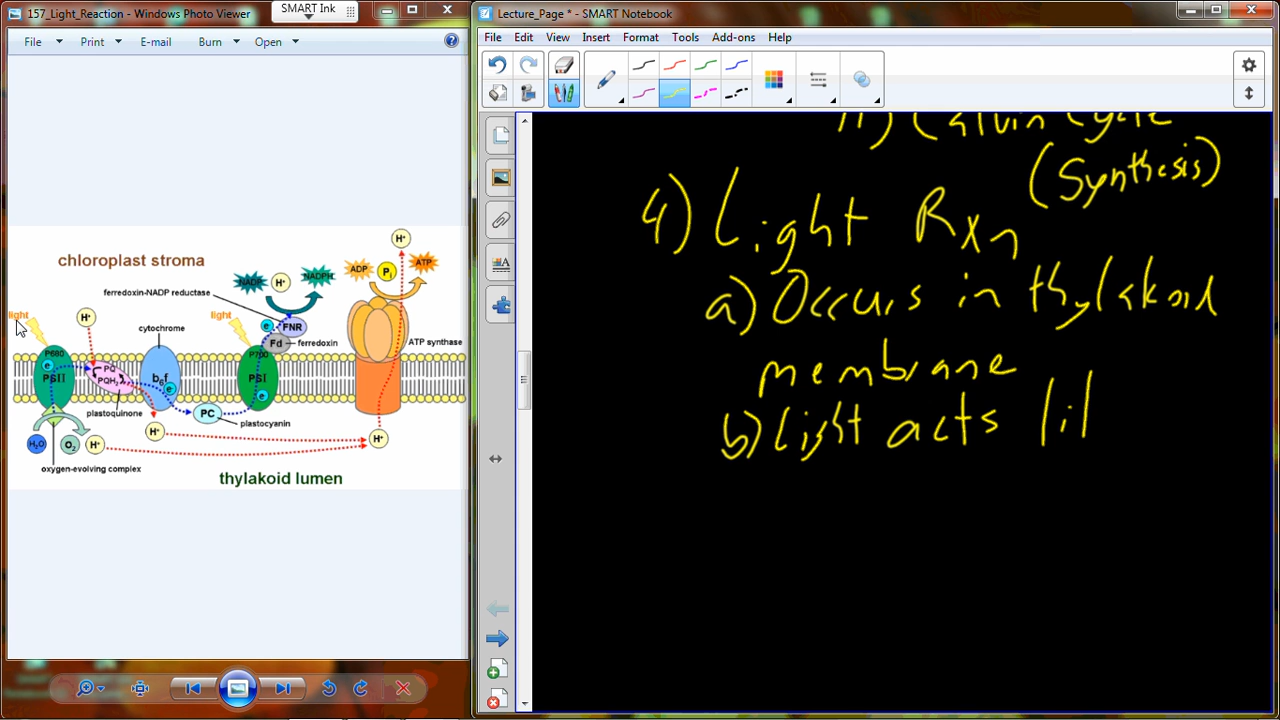 157_Light_Reaction - Windows Photo Viewer
SMART Ink
File Print E-mail Burn Open
chloroplast stroma
H+
NADP H+ NADPH
ADP Pi ATP
ferredoxin-NADP reductase
light
H+
light
cytochrome
e- FNR
Fd ferredoxin
ATP synthase
P680
e-
PSII
PQ
PQH2
b6f
e-
P700
PSI
e-
plastoquinone
PC
plastocyanin
H+
H+
H2O O2 H+
oxygen-evolving complex
thylakoid lumen
Lecture_Page * - SMART Notebook
File Edit View Insert Format Tools Add-ons Help
II) Calvin Cycle
(Synthesis)
4) Light Rxn
a) Occurs in thylakoid
membrane
b) Light acts lil